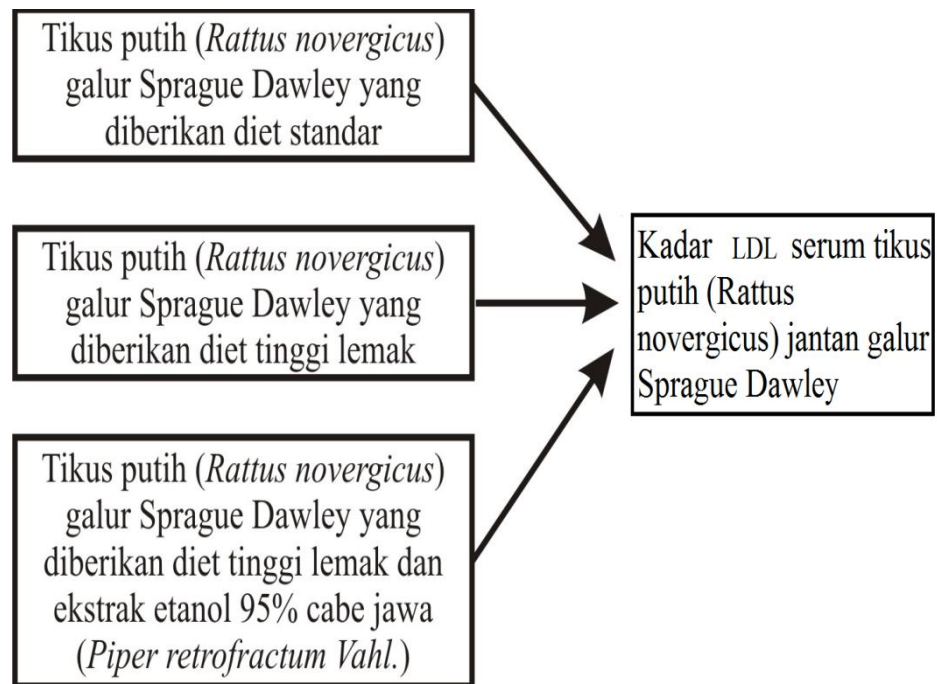 Tikus putih (Rattus novergicus)
galur Sprague Dawley yang
diberikan diet standar
Tikus putih (Rattus novergicus)
galur Sprague Dawley yang
diberikan diet tinggi lemak
Tikus putih (Rattus novergicus)
galur Sprague Dawley yang
diberikan diet tinggi lemak dan
ekstrak etanol 95% cabe jawa
(Piper retrofractum Vahl.)
Kadar LDL serum tikus
putih (Rattus
novergicus) jantan galur
Sprague Dawley